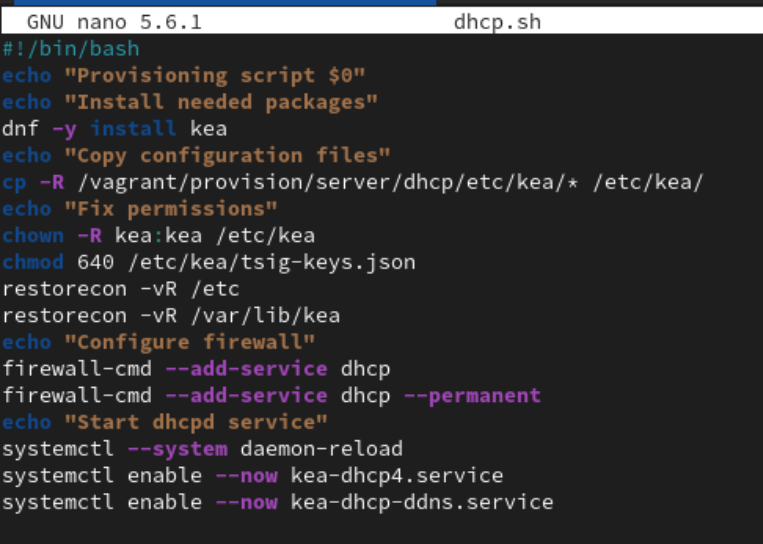 GNU nano 5.6.1 dhcp.sh
#!/bin/bash
echo "Provisioning script $0"
echo "Install needed packages"
dnf -y install kea
echo "Copy configuration files"
cp -R /vagrant/provision/server/dhcp/etc/kea/* /etc/kea/
echo "Fix permissions"
chown -R kea:kea /etc/kea
chmod 640 /etc/kea/tsig-keys.json
restorecon -vR /etc
restorecon -vR /var/lib/kea
echo "Configure firewall"
firewall-cmd --add-service dhcp
firewall-cmd --add-service dhcp --permanent
echo "Start dhcpd service"
systemctl --system daemon-reload
systemctl enable --now kea-dhcp4.service
systemctl enable --now kea-dhcp-ddns.service